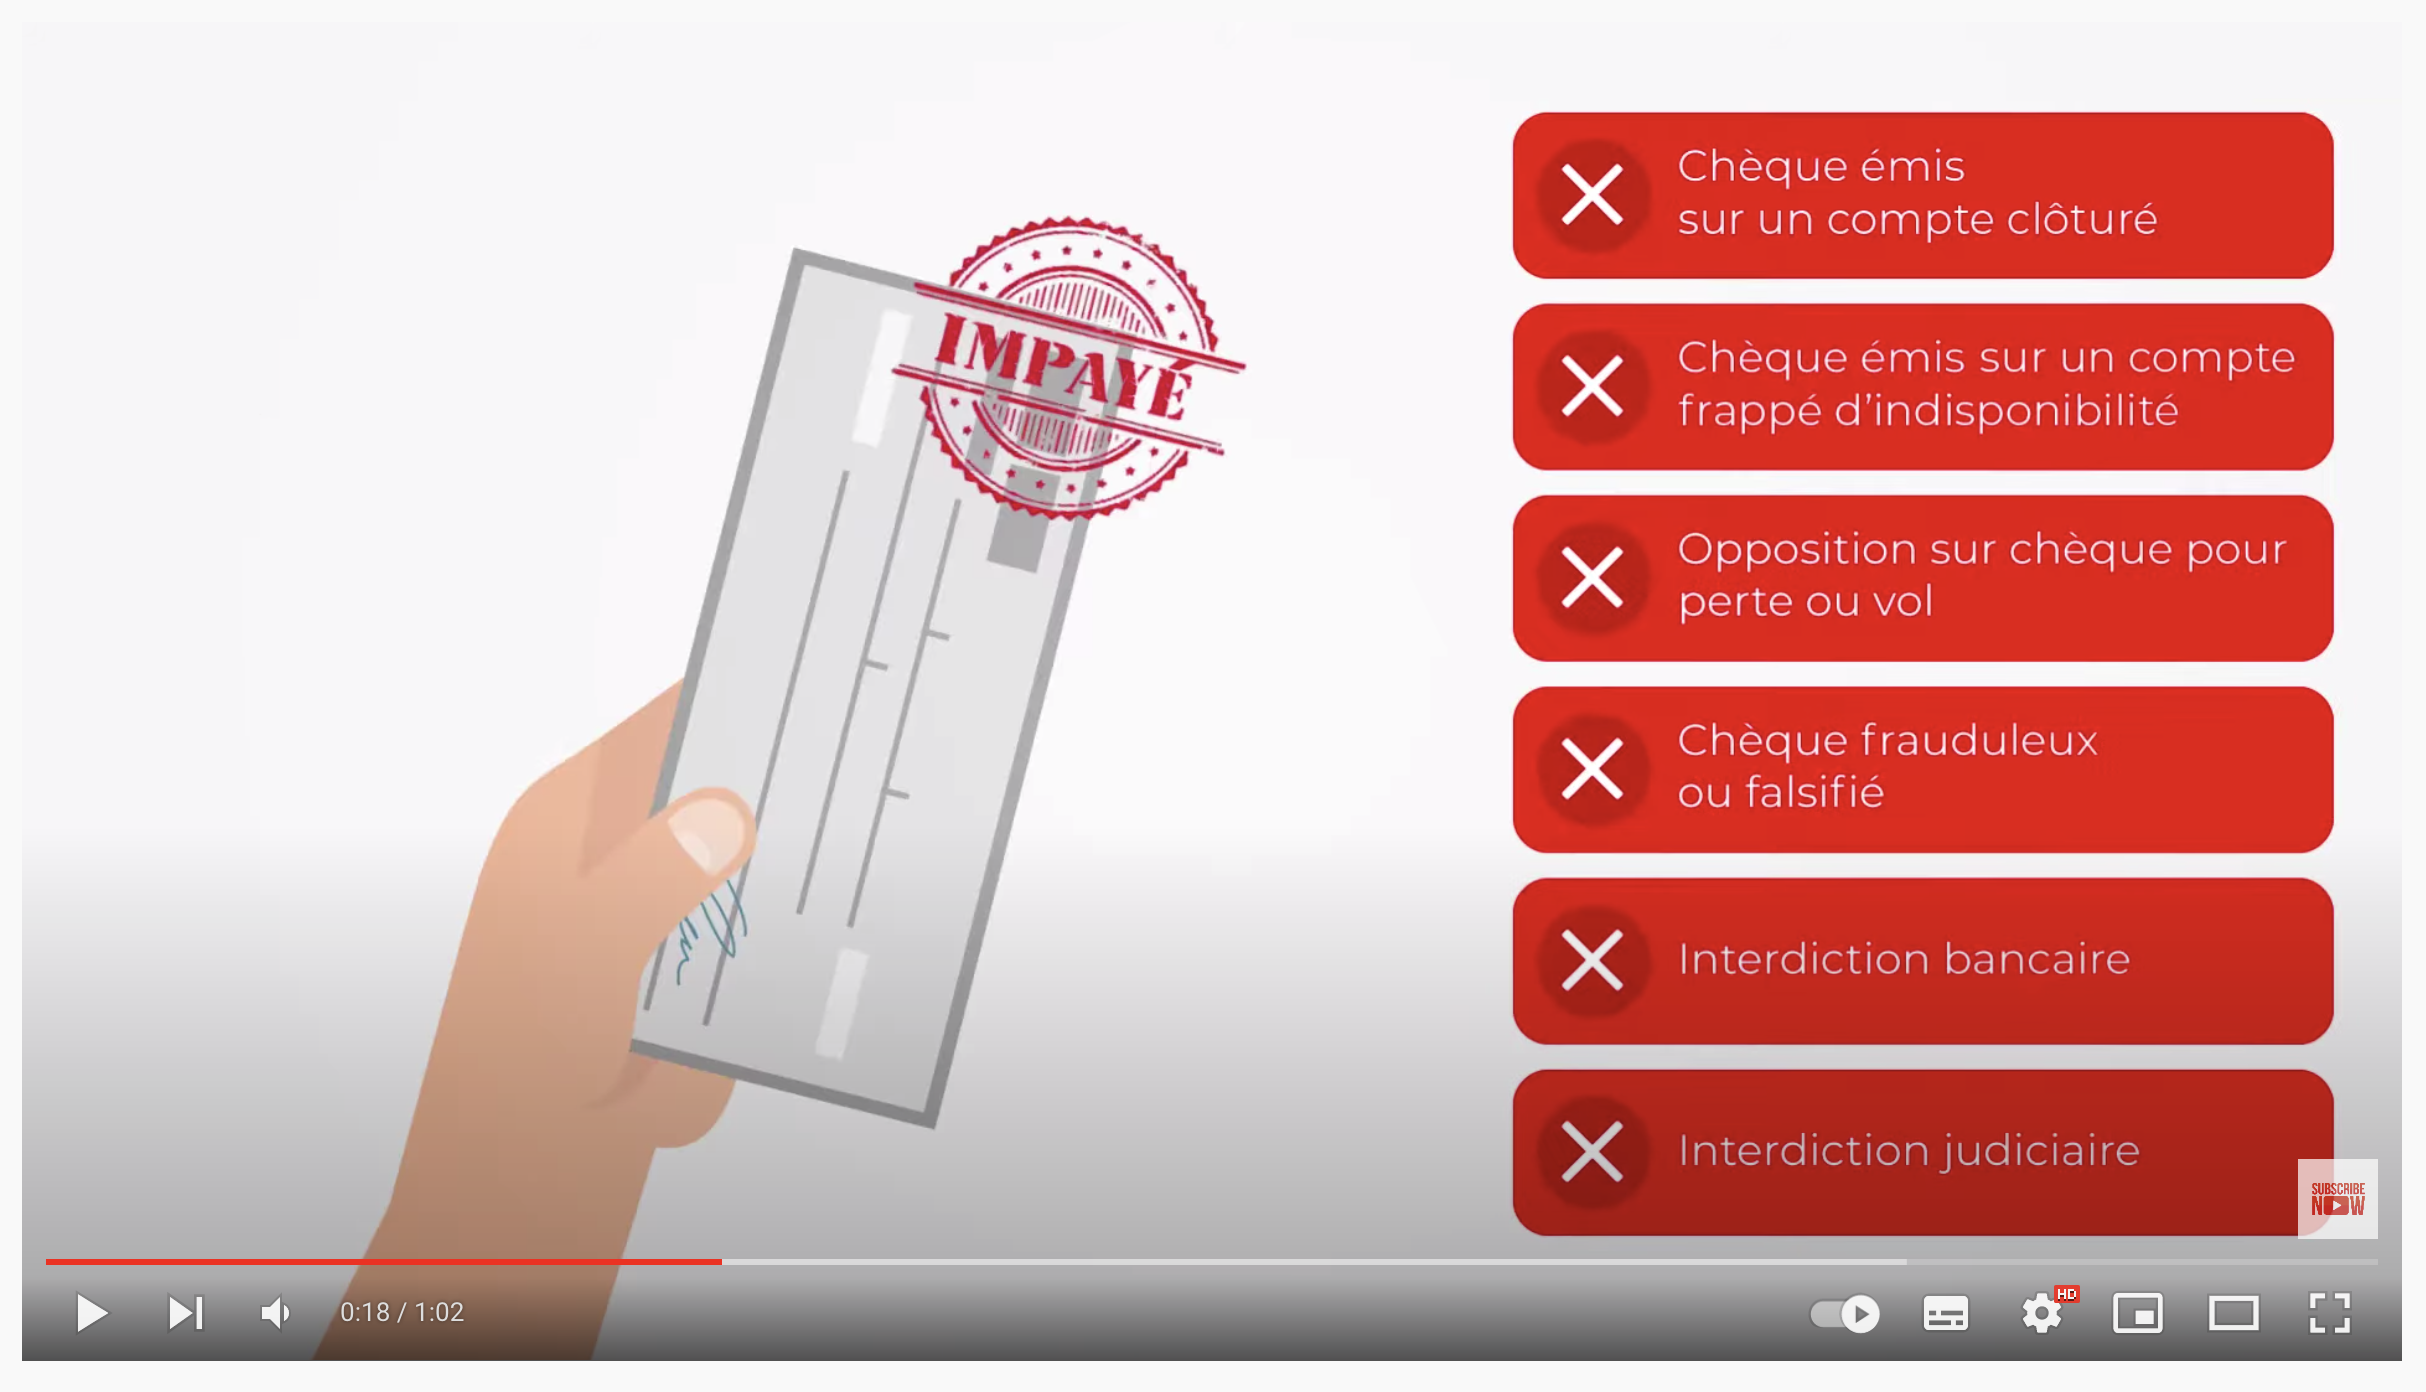 IMPAYÉ
Chèque émis
sur un compte clôturé
Chèque émis sur un compte
frappé d’indisponibilité
Opposition sur chèque pour
perte ou vol
Chèque frauduleux
ou falsifié
Interdiction bancaire
Interdiction judiciaire
SUBSCRIBE
NOW
0:18 / 1:02
HD